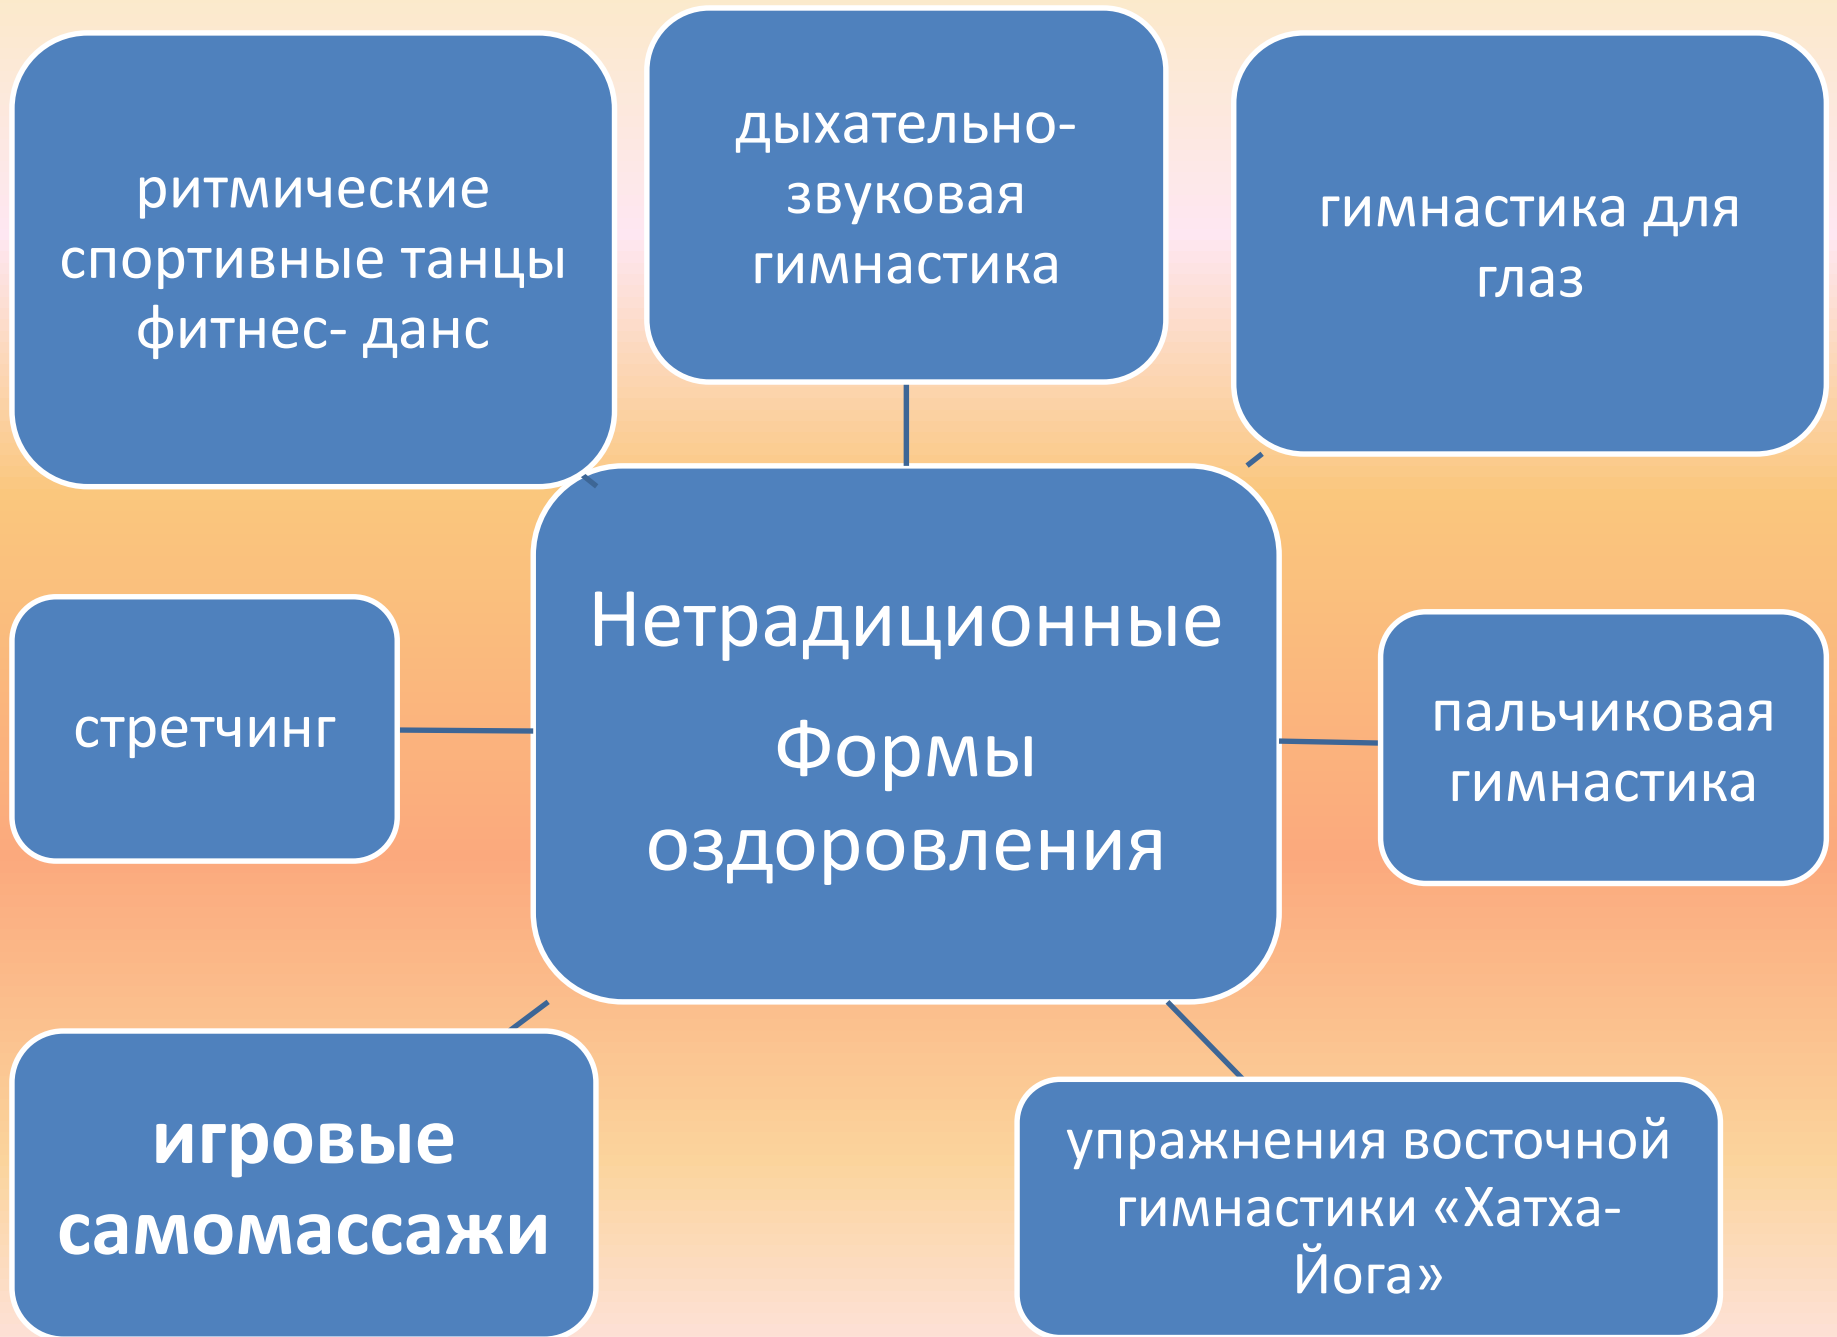 ритмические
спортивные танцы
фитнес- данс
дыхательно-
звуковая
гимнастика
гимнастика для
глаз
Нетрадиционные
Формы
оздоровления
стретчинг
пальчиковая
гимнастика
игровые
самомассажи
упражнения восточной
гимнастики «Хатха-
Йога»